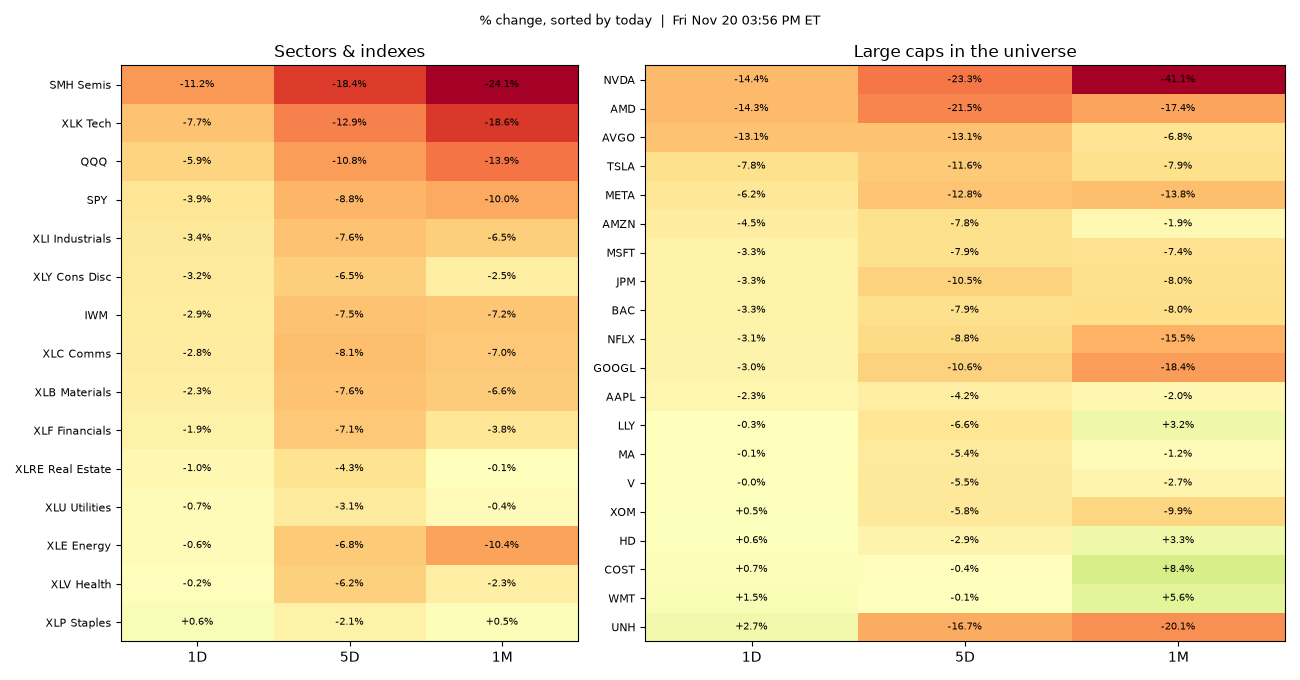 % change, sorted by today | Fri Nov 20 03:56 PM ET
Sectors & indexes
SMH Semis -11.2% -18.4% -24.1%
XLK Tech -7.7% -12.9% -18.6%
QQQ -5.9% -10.8% -13.9%
SPY -3.9% -8.8% -10.0%
XLI Industrials -3.4% -7.6% -6.5%
XLY Cons Disc -3.2% -6.5% -2.5%
IWM -2.9% -7.5% -7.2%
XLC Comms -2.8% -8.1% -7.0%
XLB Materials -2.3% -7.6% -6.6%
XLF Financials -1.9% -7.1% -3.8%
XLRE Real Estate -1.0% -4.3% -0.1%
XLU Utilities -0.7% -3.1% -0.4%
XLE Energy -0.6% -6.8% -10.4%
XLV Health -0.2% -6.2% -2.3%
XLP Staples +0.6% -2.1% +0.5%
1D 5D 1M
Large caps in the universe
NVDA -14.4% -23.3% -41.1%
AMD -14.3% -21.5% -17.4%
AVGO -13.1% -13.1% -6.8%
TSLA -7.8% -11.6% -7.9%
META -6.2% -12.8% -13.8%
AMZN -4.5% -7.8% -1.9%
MSFT -3.3% -7.9% -7.4%
JPM -3.3% -10.5% -8.0%
BAC -3.3% -7.9% -8.0%
NFLX -3.1% -8.8% -15.5%
GOOGL -3.0% -10.6% -18.4%
AAPL -2.3% -4.2% -2.0%
LLY -0.3% -6.6% +3.2%
MA -0.1% -5.4% -1.2%
V -0.0% -5.5% -2.7%
XOM +0.5% -5.8% -9.9%
HD +0.6% -2.9% +3.3%
COST +0.7% -0.4% +8.4%
WMT +1.5% -0.1% +5.6%
UNH +2.7% -16.7% -20.1%
1D 5D 1M